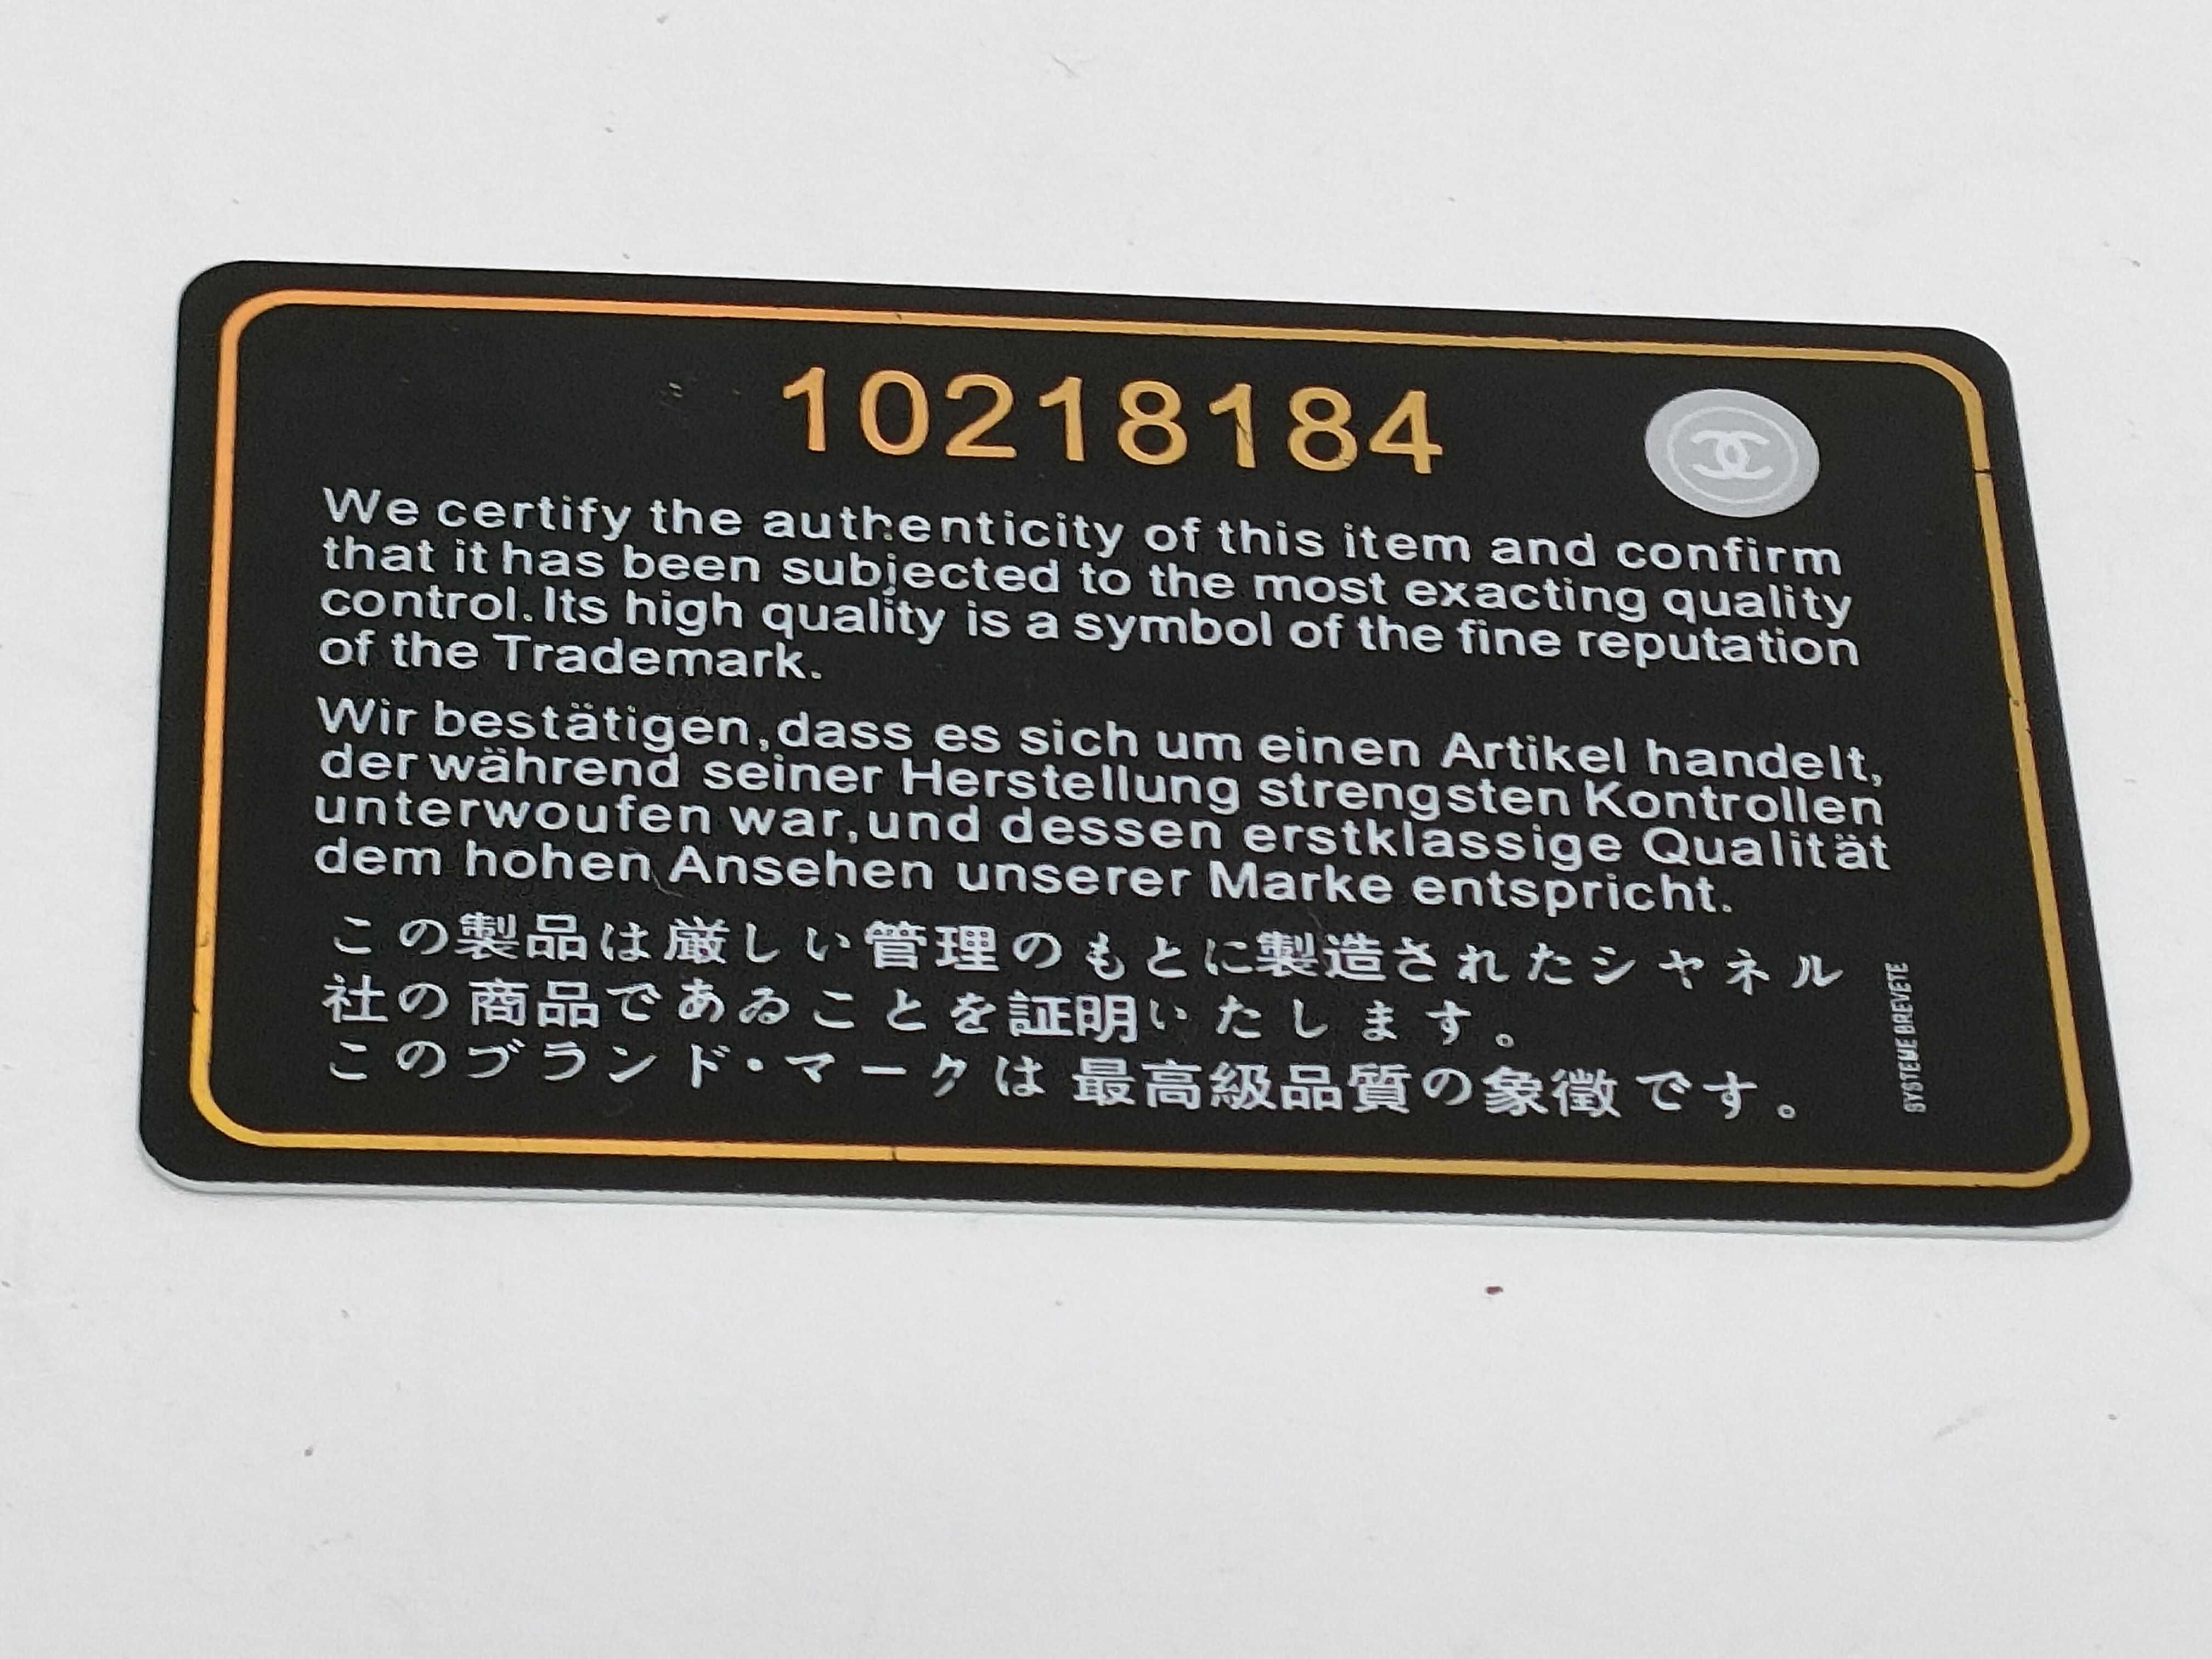 10218184
We certify the authenticity of this item and confirm
that it has been subjected to the most exacting quality
control.Its high quality is a symbol of the fine reputation
of the Trademark.
Wir bestätigen,dass es sich um einen Artikel handelt,
der während seiner Herstellung strengsten Kontrollen
unterwoufen war,und dessen erstklassige Qualität
dem hohen Ansehen unserer Marke entspricht.
この製品は厳しい管理のもとに製造されたシャネル
社の商品であゐことを証明いたします。
このブランド・マークは最高級品質の象徴です。
SYSTEME BREVETE